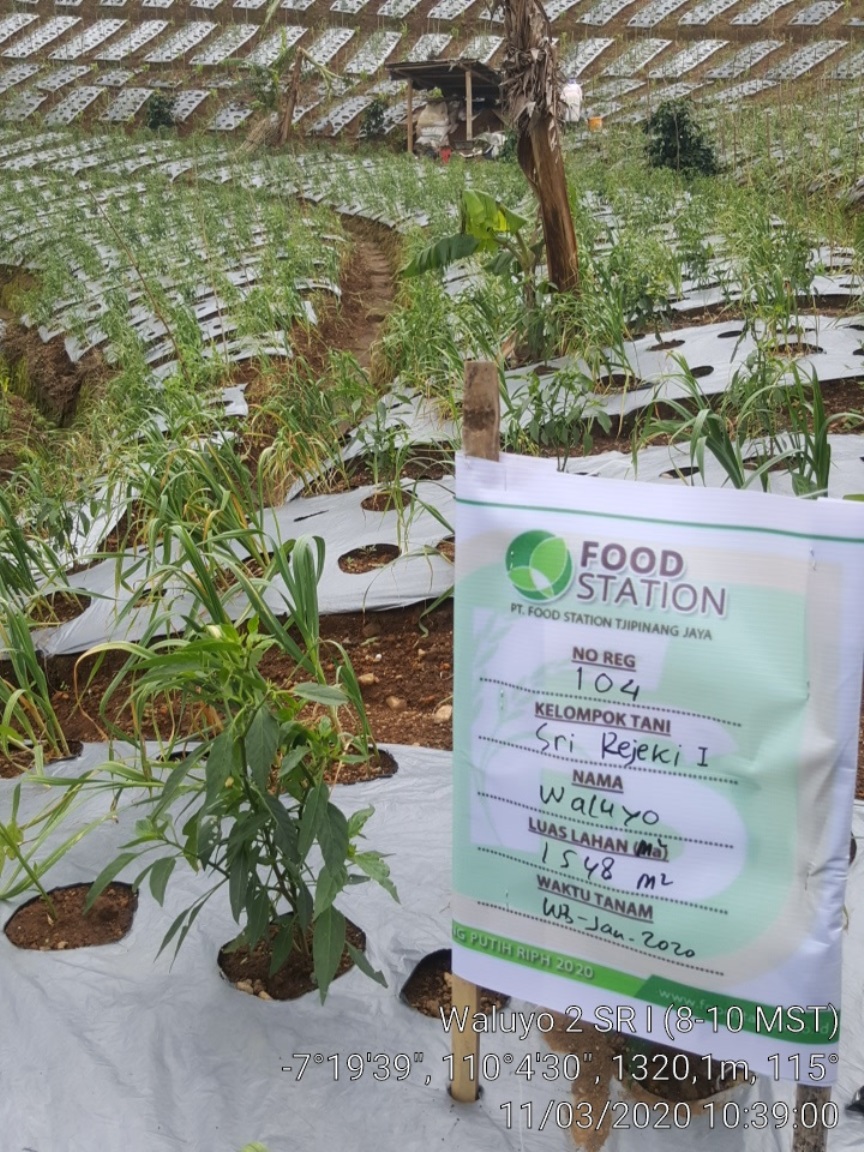 FOOD
STATION
PT. FOOD STATION TJIPINANG JAYA
NO REG
104
KELOMPOK TANI
Sri Rejeki I
NAMA
Waluyo
LUAS LAHAN
1548 m²
WAKTU TANAM
Jan-2020
PUTIH RIPH 2020
Waluyo 2 SR I (8-10 MST)
-7°19'39", 110°4'30", 1320,1m, 115°
11/03/2020 10:39:00